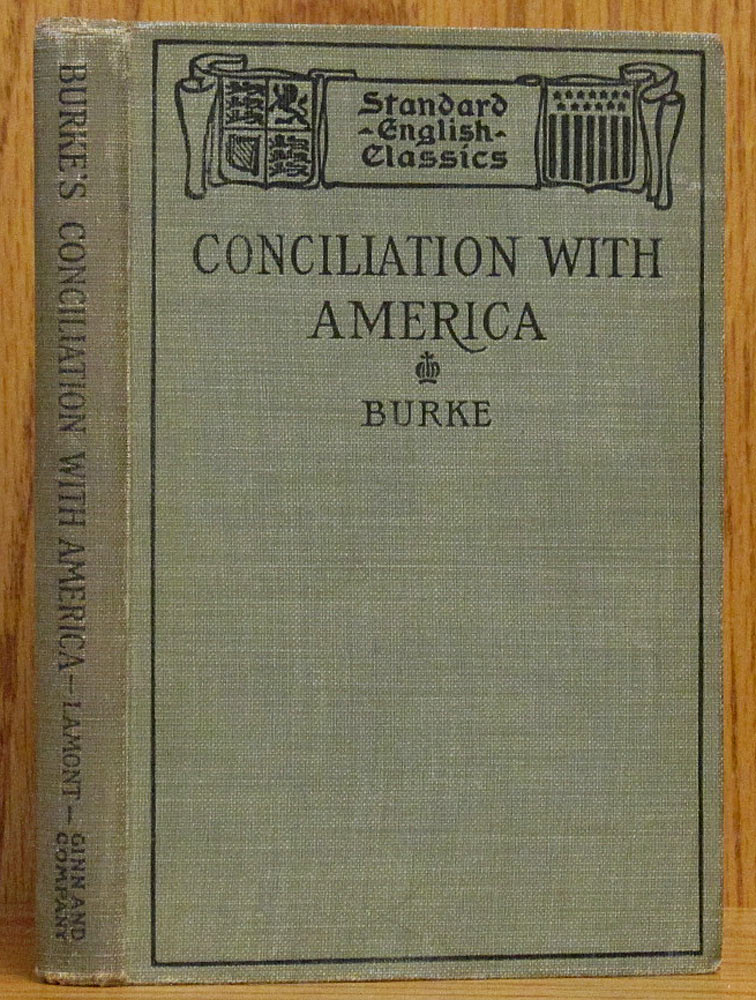 Standard
-English-
Classics
CONCILIATION WITH
AMERICA
BURKE
BURKE'S CONCILIATION WITH AMERICA—LAMONT—GINN AND
COMPANY